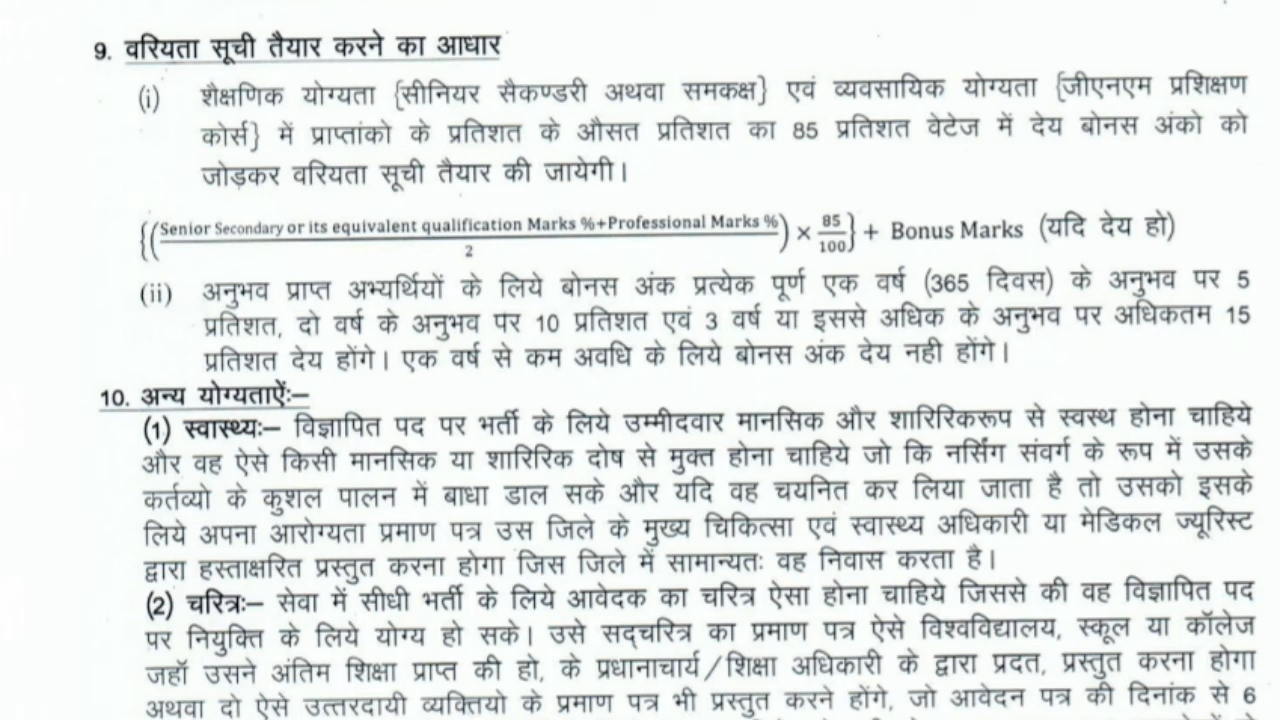 9. वरियता सूची तैयार करने का आधार
(i) शैक्षणिक योग्यता {सीनियर सैकण्डरी अथवा समकक्ष} एवं व्यवसायिक योग्यता {जीएनएम प्रशिक्षण
कोर्स} में प्राप्तांको के प्रतिशत के औसत प्रतिशत का 85 प्रतिशत वेटेज में देय बोनस अंको को
जोड़कर वरियता सूची तैयार की जायेगी।
{(Senior Secondary or its equivalent qualification Marks %+Professional Marks %/2) × 85/100} + Bonus Marks (यदि देय हो)
(ii) अनुभव प्राप्त अभ्यर्थियों के लिये बोनस अंक प्रत्येक पूर्ण एक वर्ष (365 दिवस) के अनुभव पर 5
प्रतिशत, दो वर्ष के अनुभव पर 10 प्रतिशत एवं 3 वर्ष या इससे अधिक के अनुभव पर अधिकतम 15
प्रतिशत देय होंगे। एक वर्ष से कम अवधि के लिये बोनस अंक देय नही होंगे।
10. अन्य योग्यताऐंः–
(1) स्वास्थ्यः– विज्ञापित पद पर भर्ती के लिये उम्मीदवार मानसिक और शारिरिकरूप से स्वस्थ होना चाहिये
और वह ऐसे किसी मानसिक या शारिरिक दोष से मुक्त होना चाहिये जो कि नर्सिंग संवर्ग के रूप में उसके
कर्तव्यो के कुशल पालन में बाधा डाल सके और यदि वह चयनित कर लिया जाता है तो उसको इसके
लिये अपना आरोग्यता प्रमाण पत्र उस जिले के मुख्य चिकित्सा एवं स्वास्थ्य अधिकारी या मेडिकल ज्यूरिस्ट
द्वारा हस्ताक्षरित प्रस्तुत करना होगा जिस जिले में सामान्यतः वह निवास करता है।
(2) चरित्रः– सेवा में सीधी भर्ती के लिये आवेदक का चरित्र ऐसा होना चाहिये जिससे की वह विज्ञापित पद
पर नियुक्ति के लिये योग्य हो सके। उसे सद्चरित्र का प्रमाण पत्र ऐसे विश्वविद्यालय, स्कूल या कॉलेज
जहॉ उसने अंतिम शिक्षा प्राप्त की हो, के प्रधानाचार्य/शिक्षा अधिकारी के द्वारा प्रदत, प्रस्तुत करना होगा
अथवा दो ऐसे उत्तरदायी व्यक्तियो के प्रमाण पत्र भी प्रस्तुत करने होंगे, जो आवेदन पत्र की दिनांक से 6